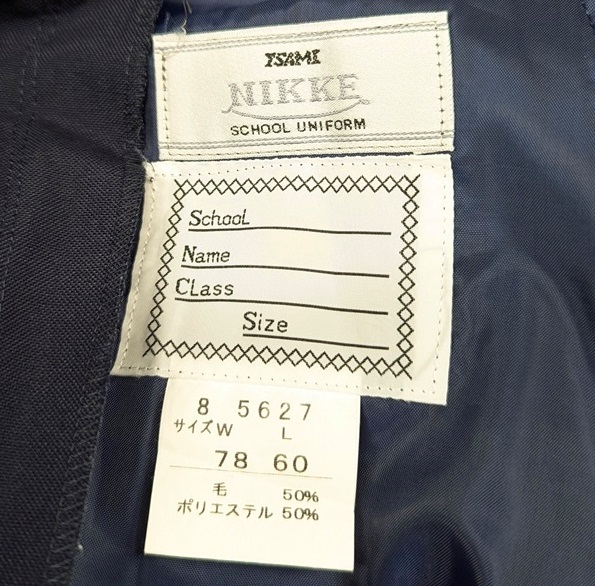 ISAMI
NIKKE
SCHOOL UNIFORM
School
Name
Class
Size
8 5627
サイズW L
78 60
毛 50%
ポリエステル 50%